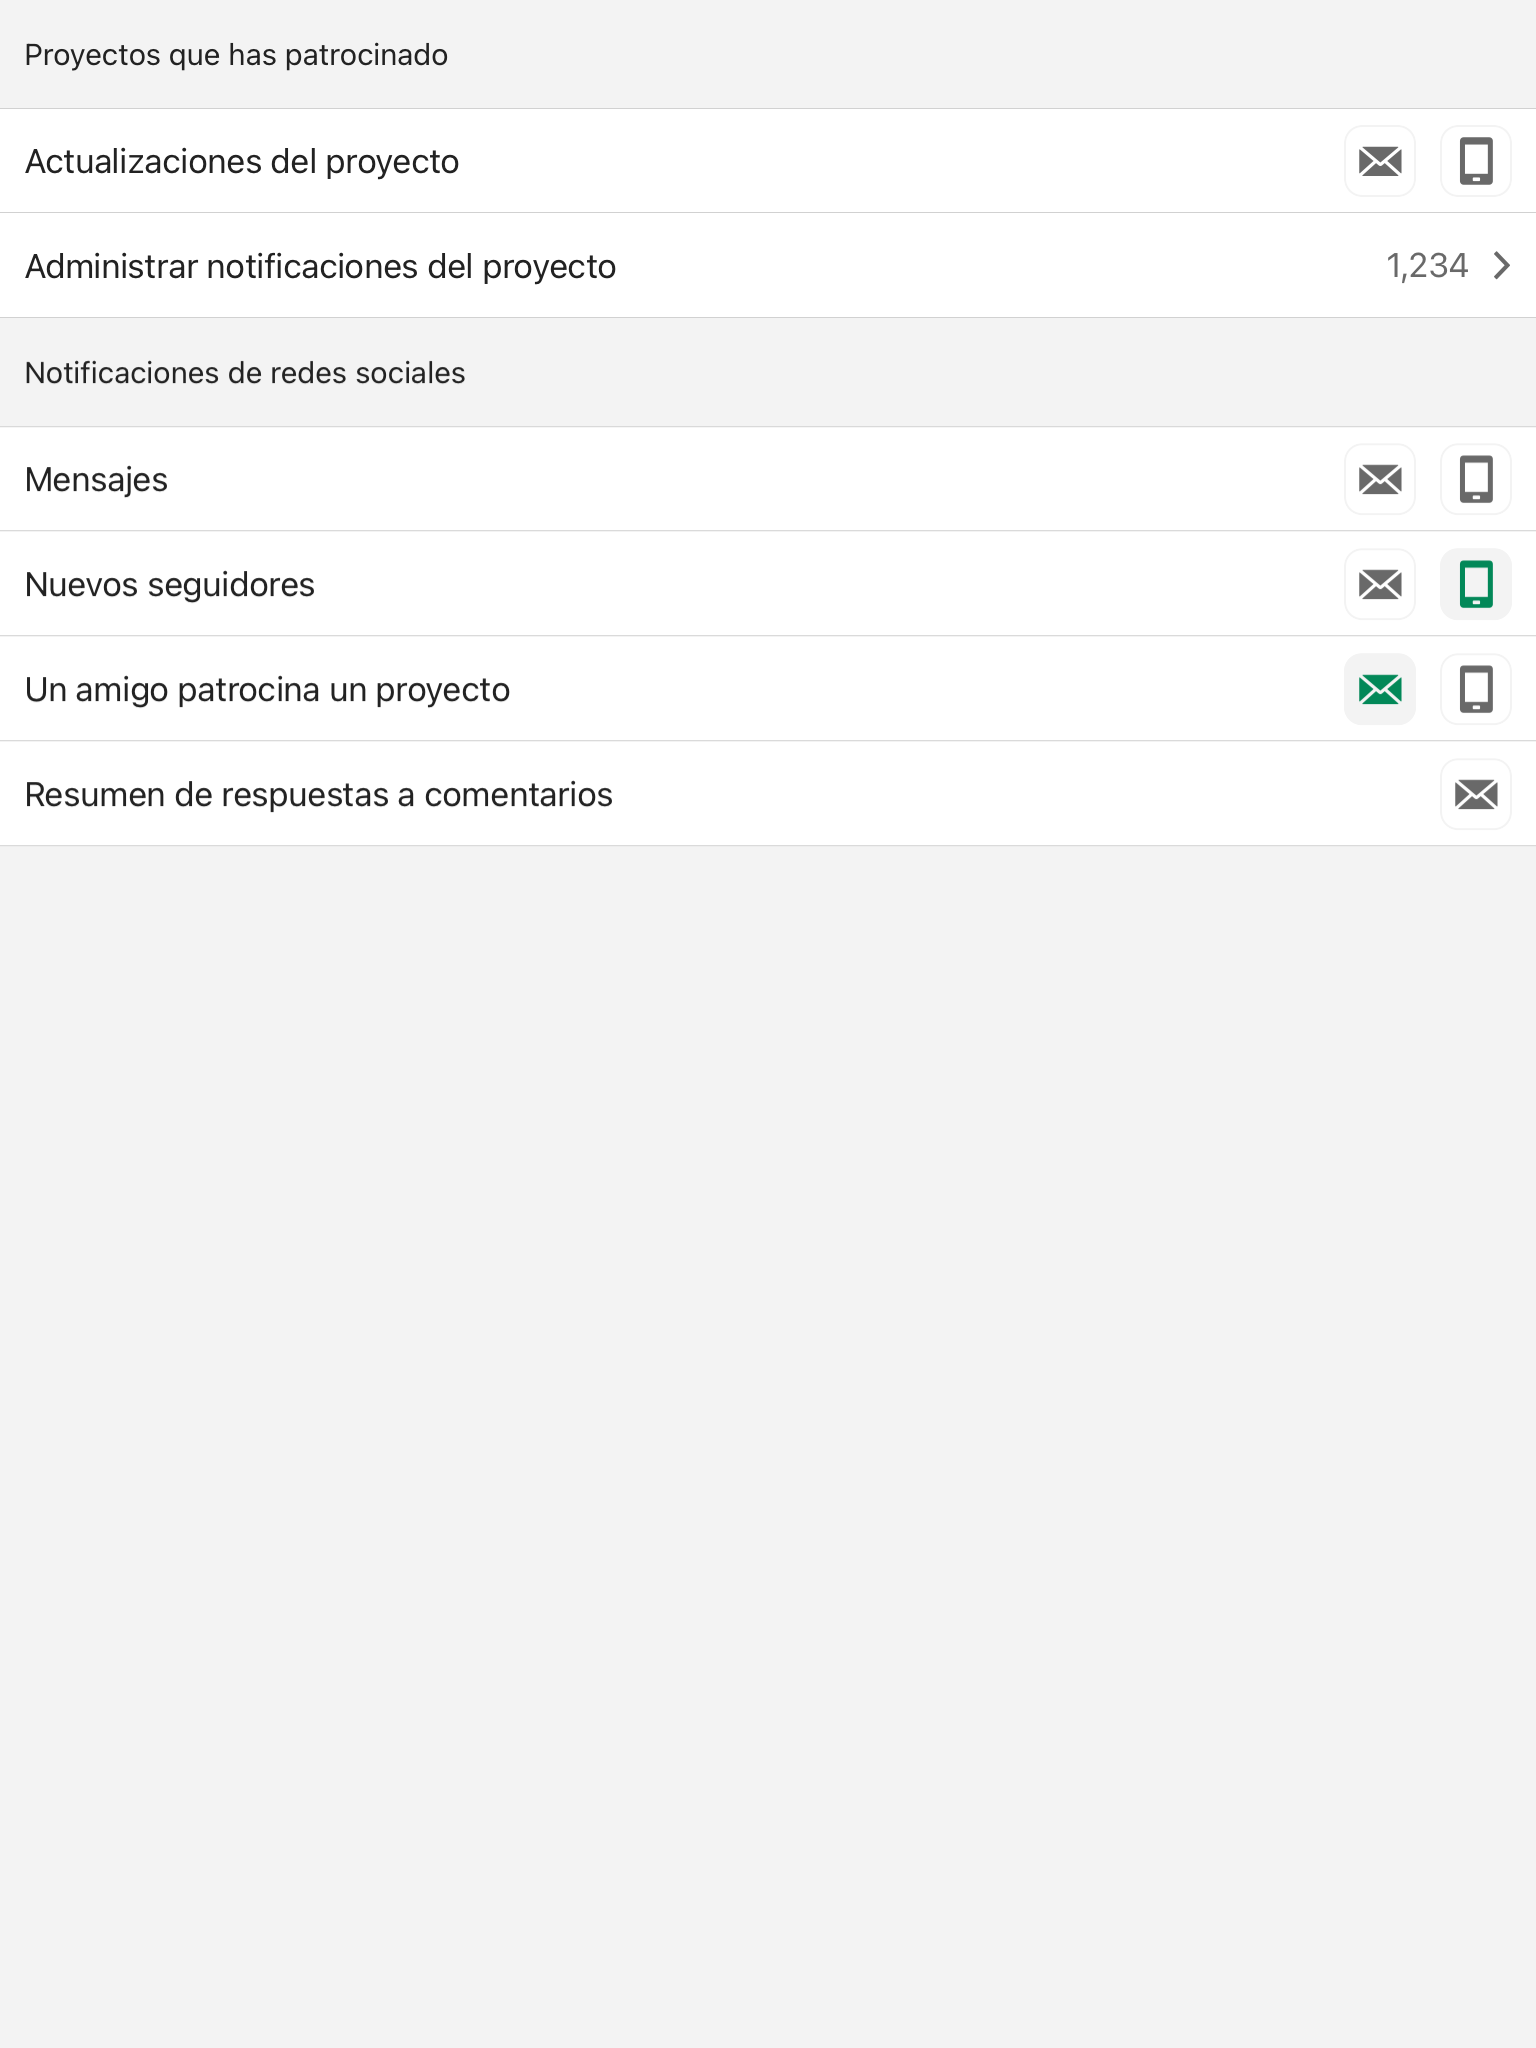 Proyectos que has patrocinado
Actualizaciones del proyecto
Administrar notificaciones del proyecto 1,234
Notificaciones de redes sociales
Mensajes
Nuevos seguidores
Un amigo patrocina un proyecto
Resumen de respuestas a comentarios